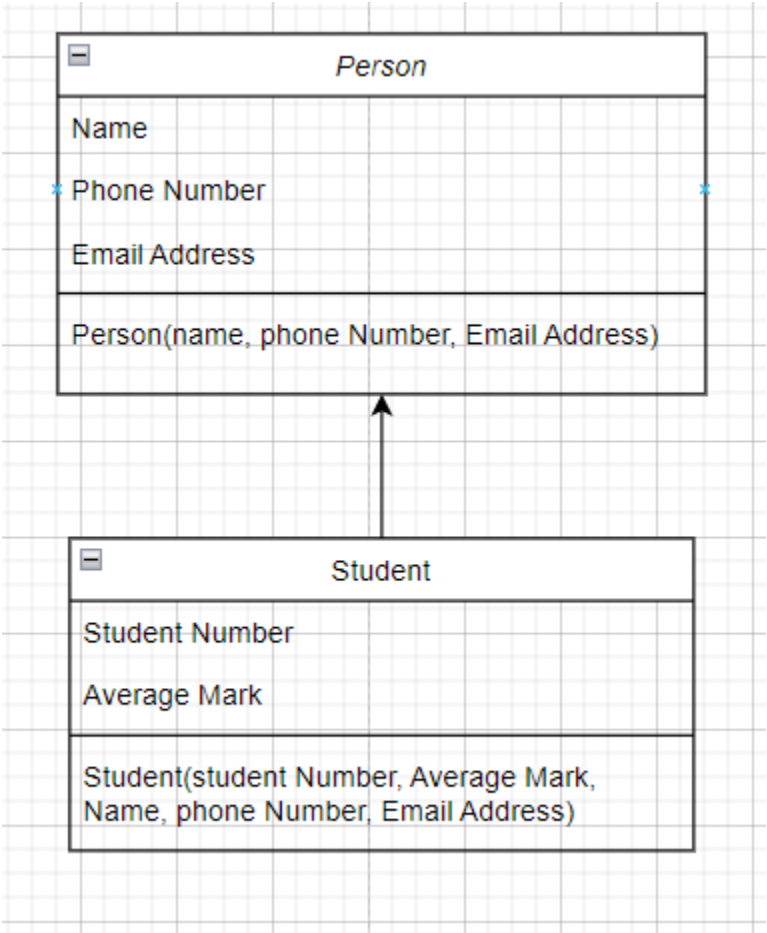 Person
Name
Phone Number
Email Address
Person(name, phone Number, Email Address)
Student
Student Number
Average Mark
Student(student Number, Average Mark,
Name, phone Number, Email Address)